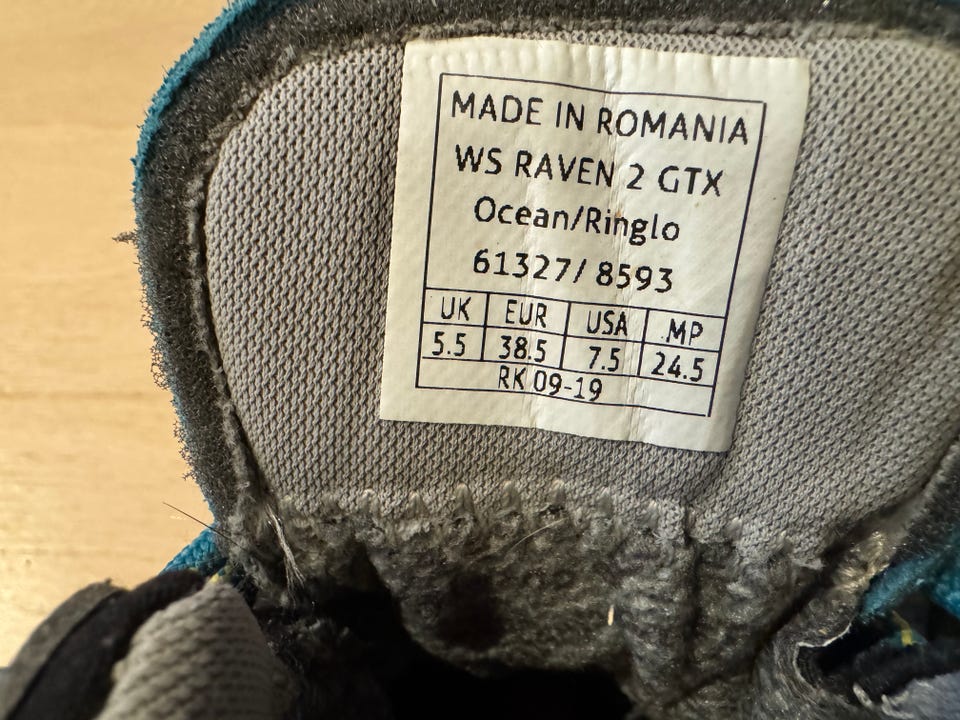 MADE IN ROMANIA
WS RAVEN 2 GTX
Ocean/Ringlo
61327/ 8593
UK EUR USA MP
5.5 38.5 7.5 24.5
RK 09-19